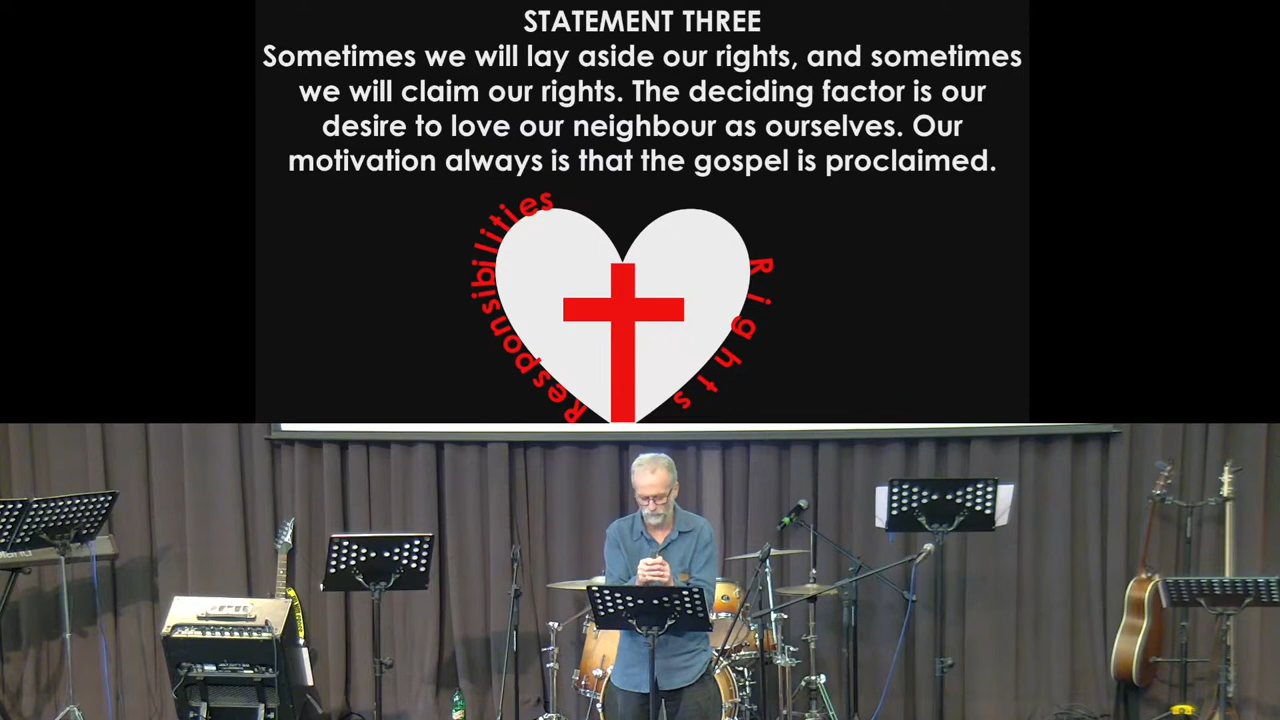 STATEMENT THREE
Sometimes we will lay aside our rights, and sometimes
we will claim our rights. The deciding factor is our
desire to love our neighbour as ourselves. Our
motivation always is that the gospel is proclaimed.
Responsibilities
Rights